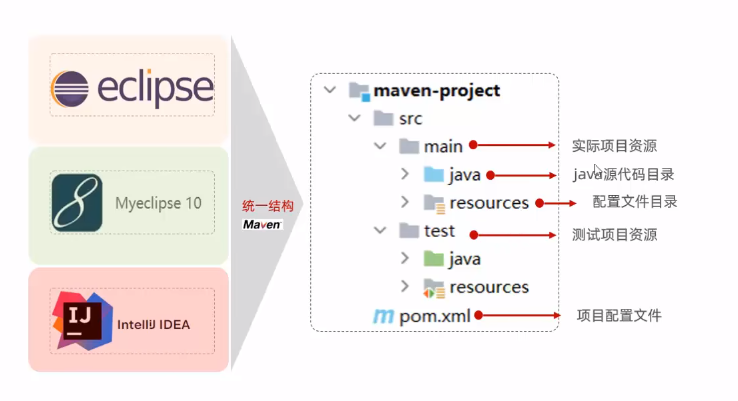 eclipse
Myeclipse 10
IJ
IntelliJ IDEA
统一结构
Maven
maven-project
src
main
实际项目资源
java
java源代码目录
resources
配置文件目录
test
测试项目资源
java
resources
m pom.xml
项目配置文件